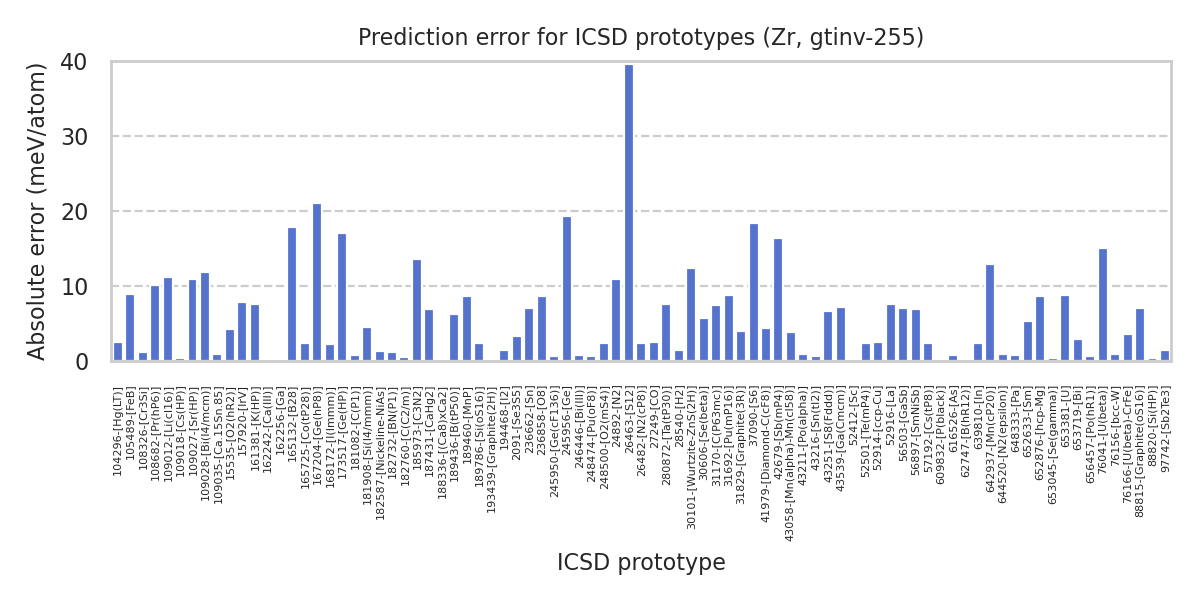 Prediction error for ICSD prototypes (Zr, gtinv-255)
Absolute error (meV/atom)
40
30
20
10
0
104296-[Hg(LT)]
105489-[FeB]
108326-[Cr3Si]
108682-[Pr(hP6)]
109012-[Li(cI16)]
109018-[Cs(HP)]
109027-[Sr(HP)]
109028-[Bi(I4/mcm)]
109035-[Ca.15Sn.85]
15535-[O2(hR2)]
157920-[IrV]
161381-[K(HP)]
162242-[Ca(III)]
162256-[Ga]
165132-[B28]
165725-[Co(tP28)]
167204-[Ge(hP8)]
168172-[I(Immm)]
173517-[Ge(HP)]
181082-[C(P1)]
181908-[Si(I4/mmm)]
182587-[Nickeline-NiAs]
182732-[BN(P1)]
182760-[C(C2/m)]
185973-[C3N2]
187431-[CaHg2]
188336-[(Ca8)xCa2]
189436-[B(tP50)]
189460-[MnP]
189786-[Si(oS16)]
193439-[Graphite(2H)]
194468-[I2]
2091-[Se3S5]
236662-[Sn]
236858-[O8]
245950-[Ge(cF136)]
245956-[Ge]
246446-[Bi(III)]
248474-[Pu(oF8)]
248500-[O2(mS4)]
24892-[N2]
26463-[S12]
26482-[N2(cP8)]
27249-[CO]
280872-[Ta(tP30)]
28540-[H2]
30101-[Wurtzite-ZnS(2H)]
30606-[Se(beta)]
31170-[C(P63mc)]
31692-[Pu(mP16)]
31829-[Graphite(3R)]
37090-[S6]
41979-[Diamond-C(cF8)]
42679-[Sb(mP4)]
43058-[Mn(alpha)-Mn(cI58)]
43211-[Po(alpha)]
43216-[Sn(tI2)]
43251-[S8(Fddd)]
43539-[Ga(Cmcm)]
52412-[Sc]
52501-[Te(mP4)]
52914-[ccp-Cu]
52916-[La]
56503-[GaSb]
56897-[SmNiSb]
57192-[Cs(tP8)]
609832-[P(black)]
616526-[As]
62747-[B(hR12)]
639810-[In]
642937-[Mn(cP20)]
644520-[N2(epsilon)]
648333-[Pa]
652633-[Sm]
652876-[hcp-Mg]
653045-[Se(gamma)]
653381-[U]
653719-[Bi]
656457-[Po(hR1)]
76041-[U(beta)]
76156-[bcc-W]
76166-[U(beta)-CrFe]
88815-[Graphite(oS16)]
88820-[Si(HP)]
97742-[Sb2Te3]
ICSD prototype